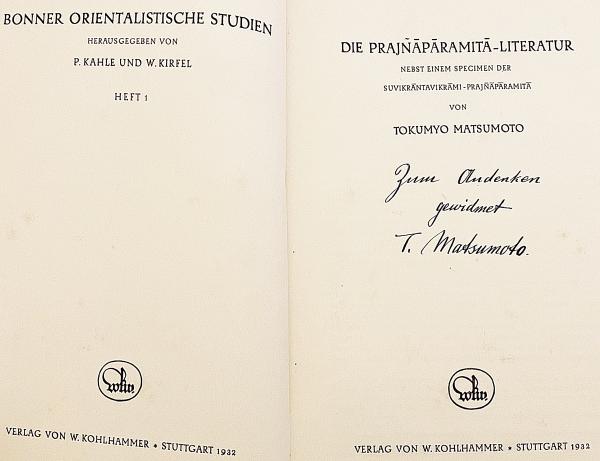 BONNER ORIENTALISTISCHE STUDIEN
HERAUSGEGEBEN VON
P. KAHLE UND W. KIRFEL
HEFT 1
VERLAG VON W. KOHLHAMMER * STUTTGART 1932
DIE PRAJÑĀPĀRAMITĀ-LITERATUR
NEBST EINEM SPECIMEN DER
SUVIKRĀNTAVIKRĀMI-PRAJÑĀPĀRAMITĀ
VON
TOKUMYO MATSUMOTO
Zum Andenken
gewidmet
T. Matsumoto.
VERLAG VON W. KOHLHAMMER * STUTTGART 1932